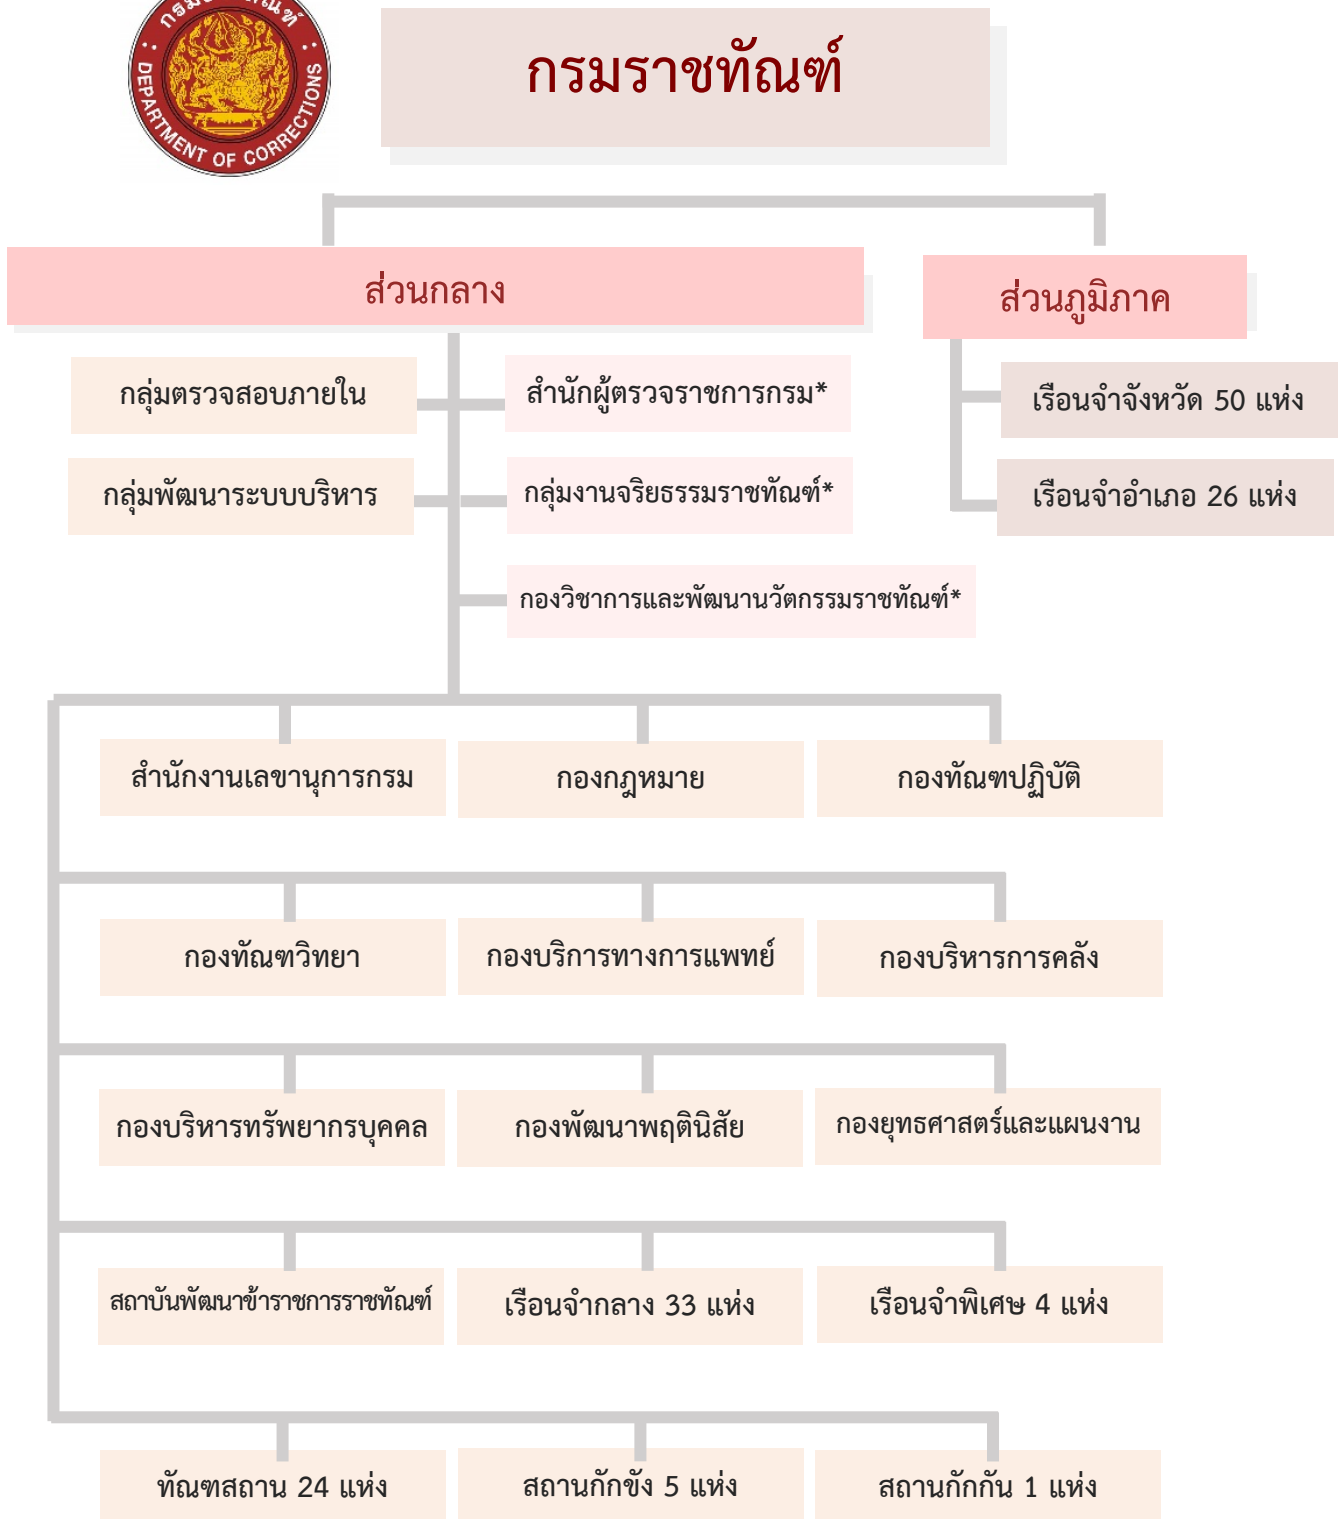 DEPARTMENT OF CORRECTIONS
กรมราชทัณฑ์
ส่วนกลาง
ส่วนภูมิภาค
กลุ่มตรวจสอบภายใน
สำนักผู้ตรวจราชการกรม*
เรือนจำจังหวัด 50 แห่ง
กลุ่มพัฒนาระบบบริหาร
กลุ่มงานจริยธรรมราชทัณฑ์*
เรือนจำอำเภอ 26 แห่ง
กองวิชาการและพัฒนานวัตกรรมราชทัณฑ์*
สำนักงานเลขานุการกรม
กองกฎหมาย
กองทัณฑปฏิบัติ
กองทัณฑวิทยา
กองบริการทางการแพทย์
กองบริหารการคลัง
กองบริหารทรัพยากรบุคคล
กองพัฒนาพฤตินิสัย
กองยุทธศาสตร์และแผนงาน
สถาบันพัฒนาข้าราชการราชทัณฑ์
เรือนจำกลาง 33 แห่ง
เรือนจำพิเศษ 4 แห่ง
ทัณฑสถาน 24 แห่ง
สถานกักขัง 5 แห่ง
สถานกักกัน 1 แห่ง